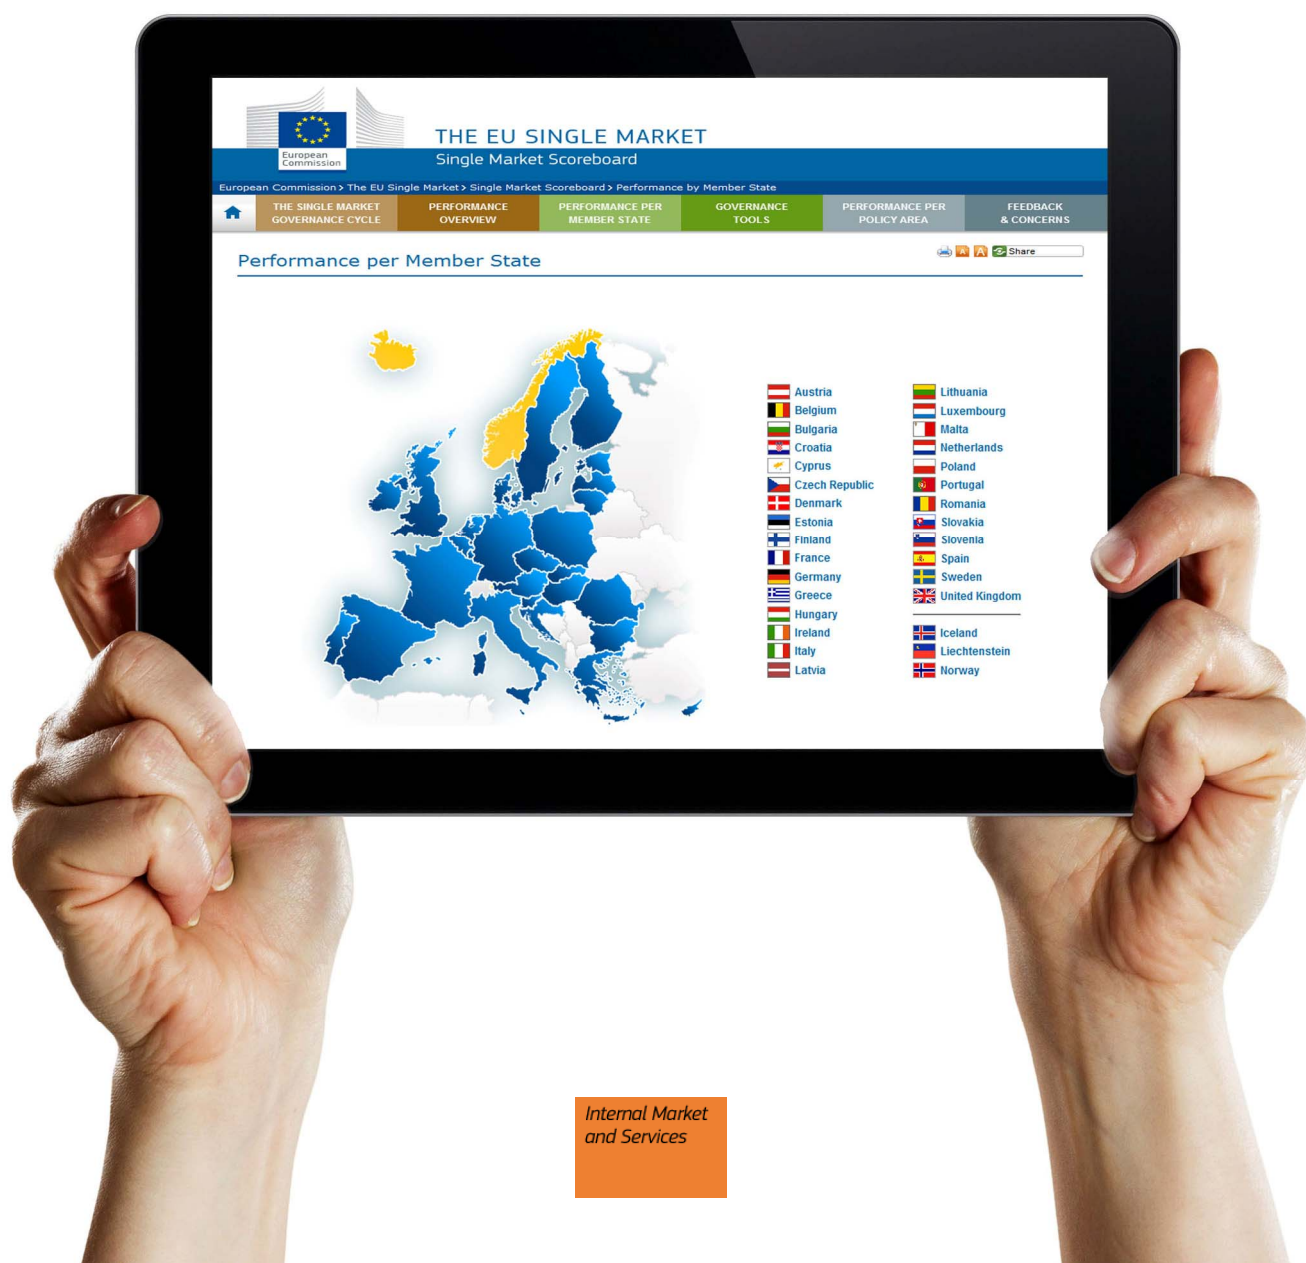 THE EU SINGLE MARKET
European
Commission
Single Market Scoreboard
European Commission > The EU Single Market > Single Market Scoreboard > Performance by Member State
THE SINGLE MARKET
GOVERNANCE CYCLE
PERFORMANCE
OVERVIEW
PERFORMANCE PER
MEMBER STATE
GOVERNANCE
TOOLS
PERFORMANCE PER
POLICY AREA
FEEDBACK
& CONCERNS
Performance per Member State
A
A
Share
Austria
Belgium
Bulgaria
Croatia
Cyprus
Czech Republic
Denmark
Estonia
Finland
France
Germany
Greece
Hungary
Ireland
Italy
Latvia
Lithuania
Luxembourg
Malta
Netherlands
Poland
Portugal
Romania
Slovakia
Slovenia
Spain
Sweden
United Kingdom
Iceland
Liechtenstein
Norway
Internal Market
and Services